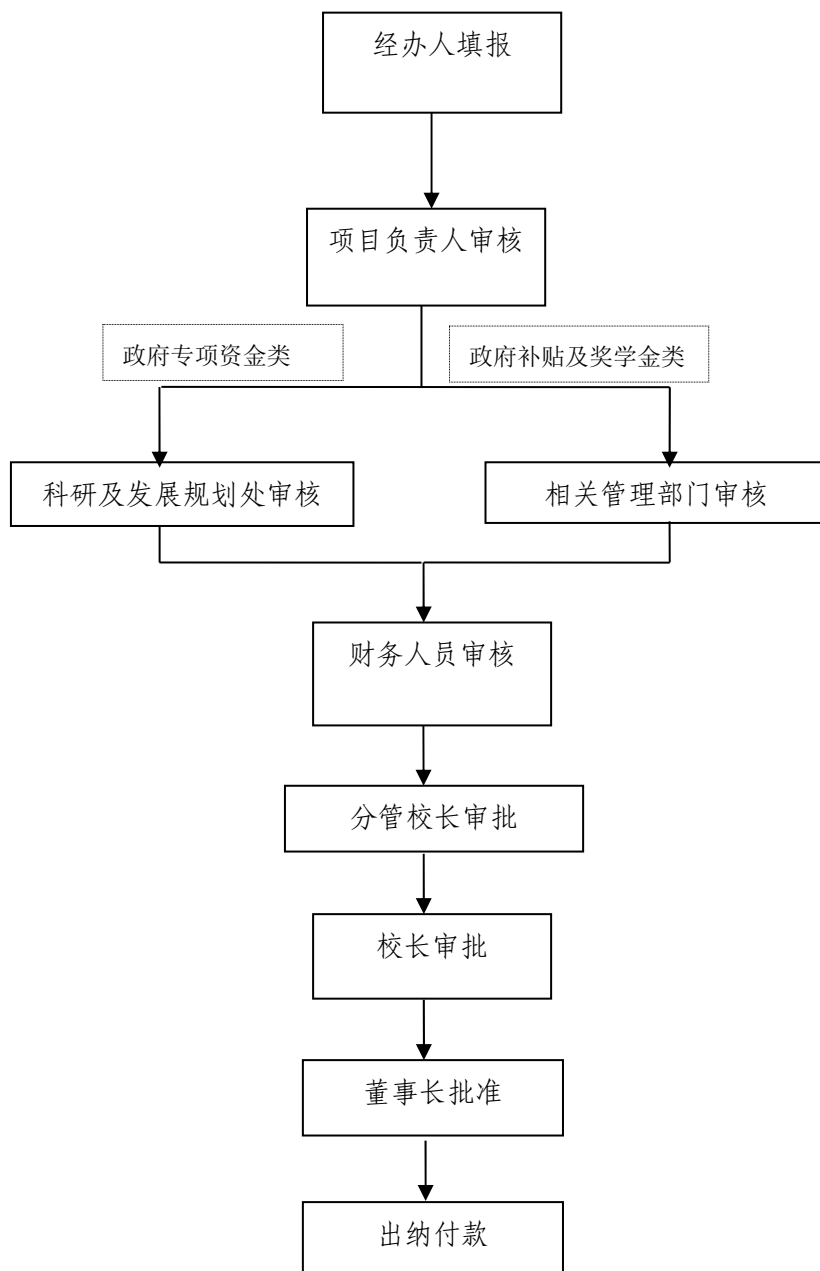 经办人填报
项目负责人审核
政府专项资金类
政府补贴及奖学金类
科研及发展规划处审核
相关管理部门审核
财务人员审核
分管校长审批
校长审批
董事长批准
出纳付款